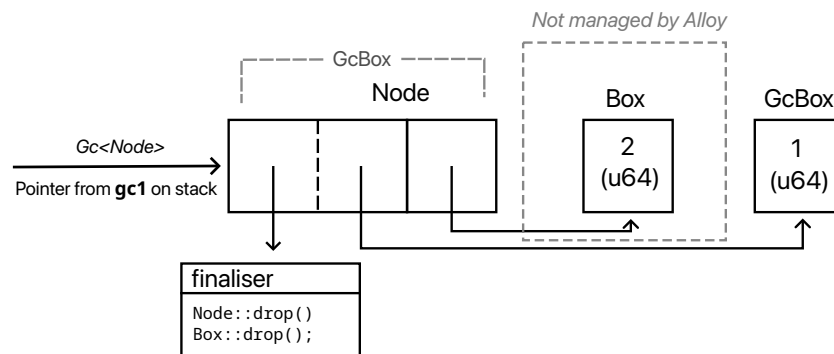 Not managed by Alloy
GcBox
Node
Box
GcBox
Gc<Node>
Pointer from gc1 on stack
2
(u64)
1
(u64)
finaliser
Node::drop()
Box::drop();